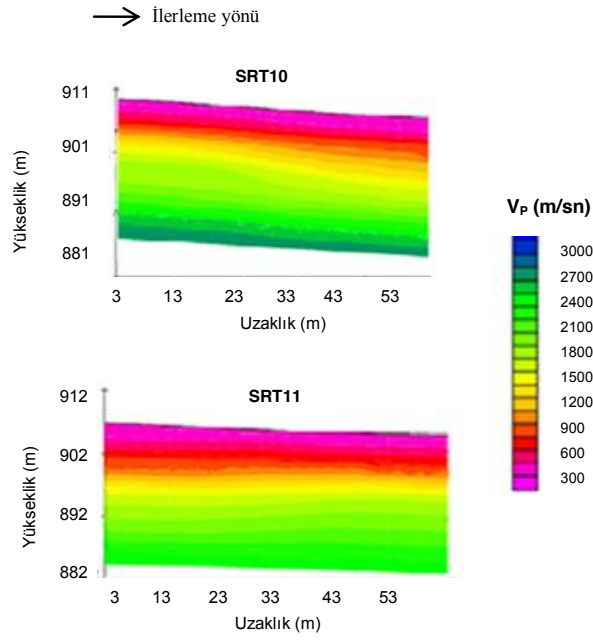 İlerleme yönü
SRT10
911
901
891
881
Yükseklik (m)
3 13 23 33 43 53
Uzaklık (m)
SRT11
912
902
892
882
Yükseklik (m)
3 13 23 33 43 53
Uzaklık (m)
VP (m/sn)
3000
2700
2400
2100
1800
1500
1200
900
600
300